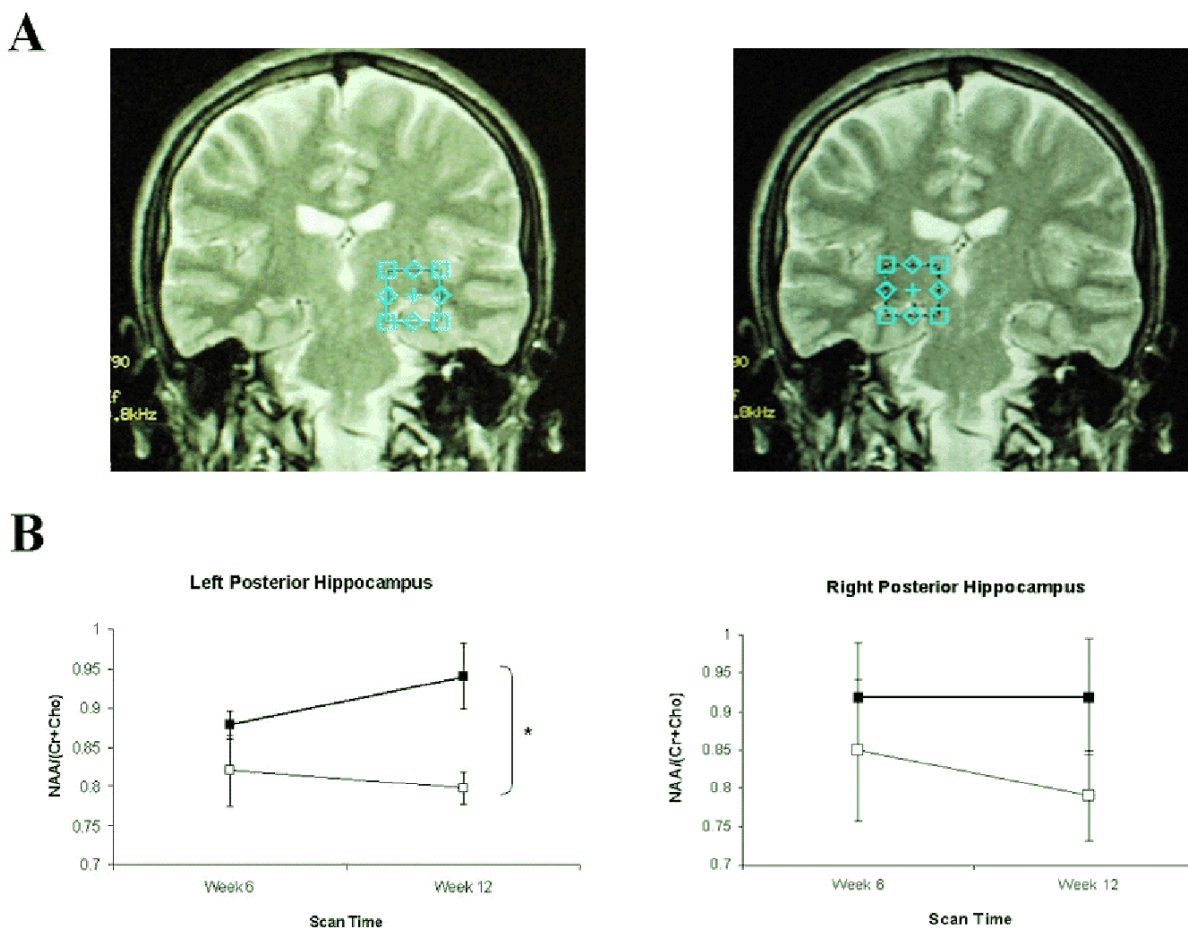 A
90
f
.8kHz
90
.8kHz
B
Left Posterior Hippocampus
NAA/(Cr+Cho)
1
0.95
0.9
0.85
0.8
0.75
0.7
*
Week 6
Week 12
Scan Time
Right Posterior Hippocampus
NAA/(Cr+Cho)
1
0.95
0.9
0.85
0.8
0.75
0.7
Week 6
Week 12
Scan Time